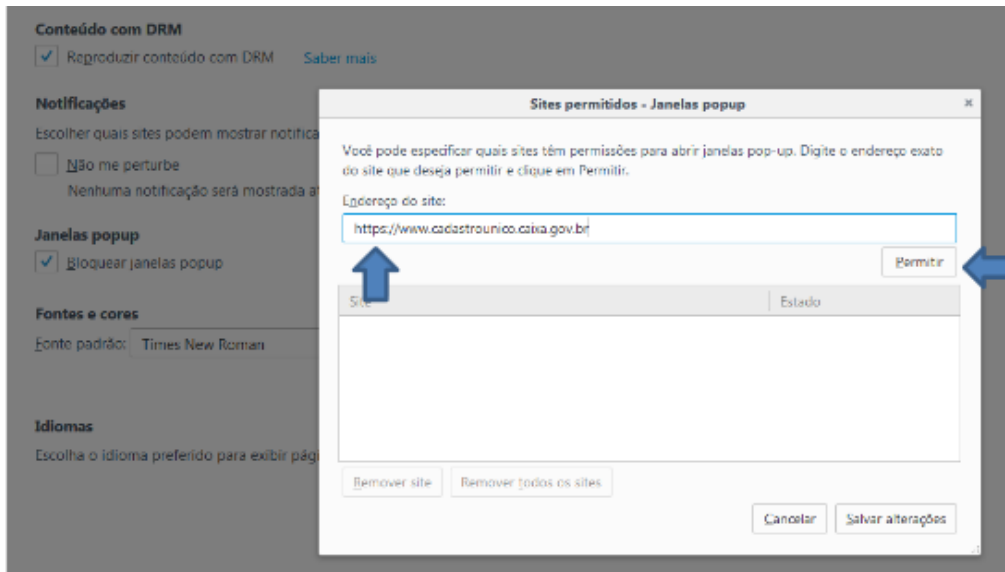 Conteúdo com DRM
Reproduzir conteúdo com DRM Saber mais
Notificações
Escolher quais sites podem mostrar notifica
Não me perturbe
Nenhuma notificação será mostrada at
Janelas popup
Bloquear janelas popup
Fontes e cores
Fonte padrão: Times New Roman
Idiomas
Escolha o idioma preferido para exibir pági
Sites permitidos - Janelas popup
Você pode especificar quais sites têm permissões para abrir janelas pop-up. Digite o endereço exato
do site que deseja permitir e clique em Permitir.
Endereço do site:
https://www.cadastrounico.caixa.gov.br
Permitir
Site Estado
Remover site Remover todos os sites
Cancelar Salvar alterações